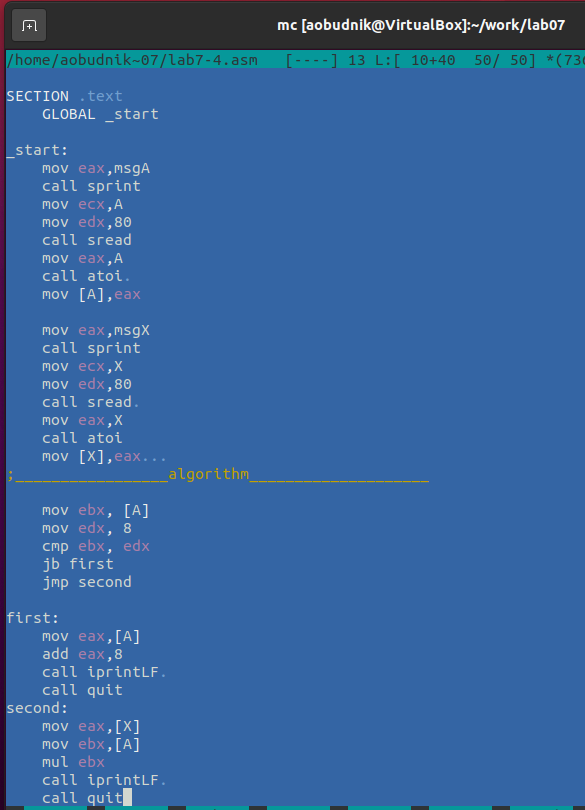 mc [aobudnik@VirtualBox]:~/work/lab07
/home/aobudnik~07/lab7-4.asm   [----] 13 L:[ 10+40  50/ 50] *(73
SECTION .text
    GLOBAL _start
_start:
    mov eax,msgA
    call sprint
    mov ecx,A
    mov edx,80
    call sread
    mov eax,A
    call atoi.
    mov [A],eax
    mov eax,msgX
    call sprint
    mov ecx,X
    mov edx,80
    call sread.
    mov eax,X
    call atoi
    mov [X],eax...
;_________________algorithm____________________
    mov ebx, [A]
    mov edx, 8
    cmp ebx, edx
    jb first
    jmp second
first:
    mov eax,[A]
    add eax,8
    call iprintLF.
    call quit
second:
    mov eax,[X]
    mov ebx,[A]
    mul ebx
    call iprintLF.
    call quit